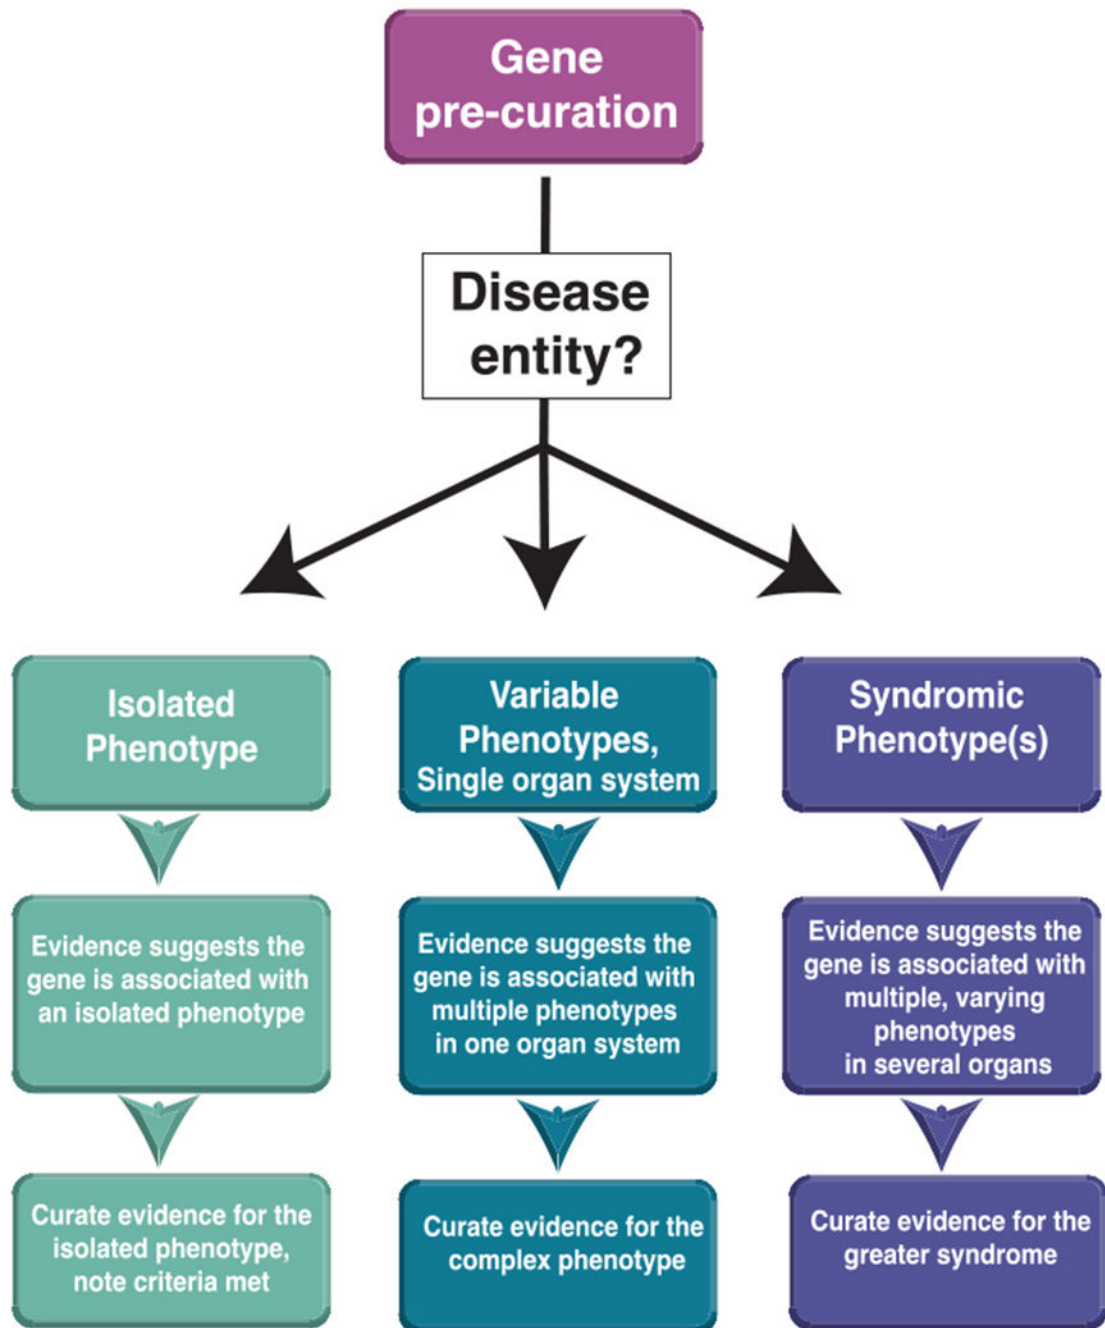 Gene
pre-curation
Disease
entity?
Isolated
Phenotype
Evidence suggests the
gene is associated with
an isolated phenotype
Curate evidence for the
isolated phenotype,
note criteria met
Variable
Phenotypes,
Single organ system
Evidence suggests the
gene is associated with
multiple phenotypes
in one organ system
Curate evidence for the
complex phenotype
Syndromic
Phenotype(s)
Evidence suggests the
gene is associated with
multiple, varying
phenotypes
in several organs
Curate evidence for the
greater syndrome